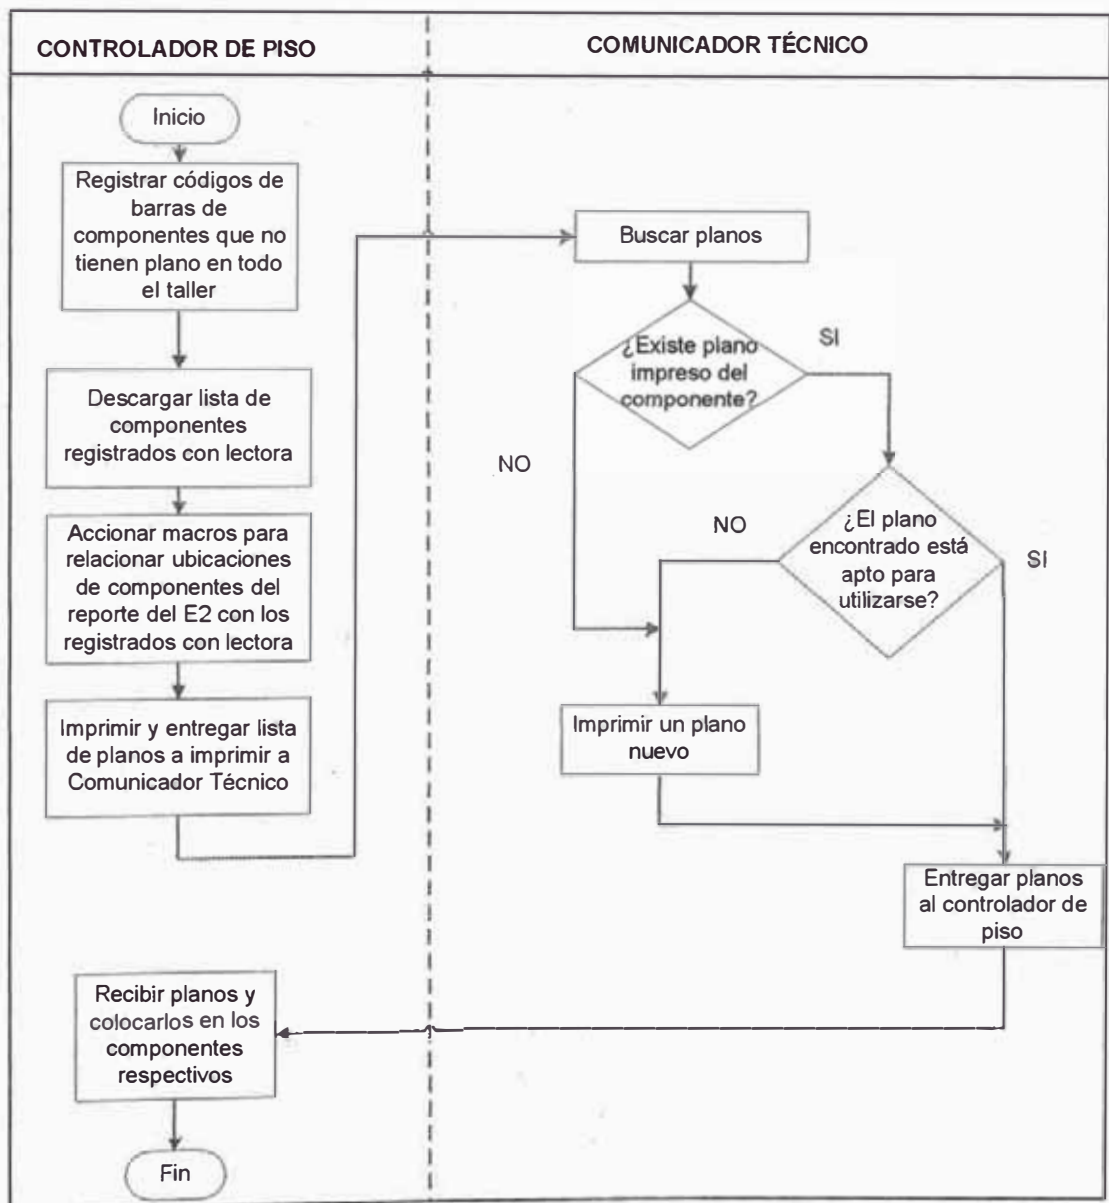 CONTROLADOR DE PISO
COMUNICADOR TÉCNICO
Inicio
Registrar códigos de
barras de
componentes que no
tienen plano en todo
el taller
Descargar lista de
componentes
registrados con lectora
Accionar macros para
relacionar ubicaciones
de componentes del
reporte del E2 con los
registrados con lectora
Imprimir y entregar lista
de planos a imprimir a
Comunicador Técnico
Buscar planos
¿Existe plano
impreso del
componente?
SI
NO
¿El plano
encontrado está
apto para
utilizarse?
NO
SI
Imprimir un plano
nuevo
Entregar planos
al controlador de
piso
Recibir planos y
colocarlos en los
componentes
respectivos
Fin